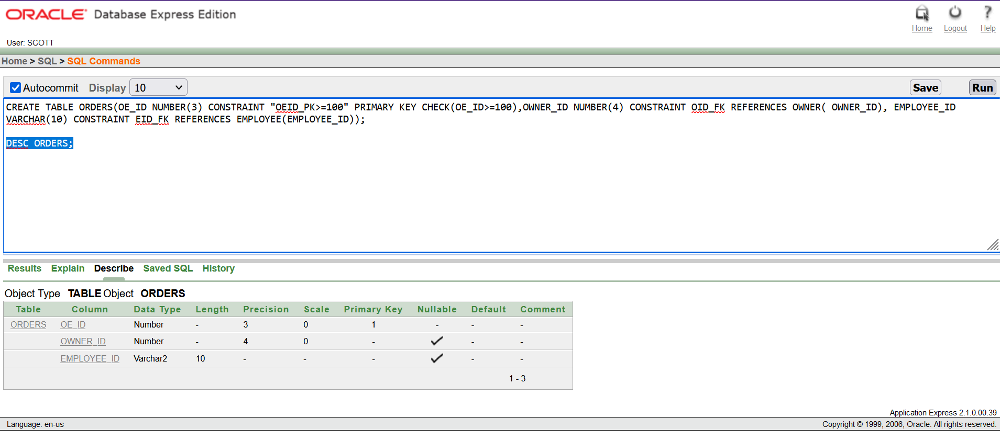 ORACLE Database Express Edition
Home Logout Help
User: SCOTT
Home > SQL > SQL Commands
Autocommit Display 10 Save Run
CREATE TABLE ORDERS(OE_ID NUMBER(3) CONSTRAINT "OEID_PK>=100" PRIMARY KEY CHECK(OE_ID>=100),OWNER_ID NUMBER(4) CONSTRAINT OID_FK REFERENCES OWNER( OWNER_ID), EMPLOYEE_ID
VARCHAR(10) CONSTRAINT EID_FK REFERENCES EMPLOYEE(EMPLOYEE_ID));
DESC ORDERS;
Results Explain Describe Saved SQL History
Object Type TABLE Object ORDERS
Table Column Data Type Length Precision Scale Primary Key Nullable Default Comment
ORDERS OE_ID Number - 3 0 1 - - -
OWNER_ID Number - 4 0 - - -
EMPLOYEE_ID Varchar2 10 - - - - -
1 - 3
Application Express 2.1.0.00.39
Language: en-us Copyright © 1999, 2006, Oracle. All rights reserved.